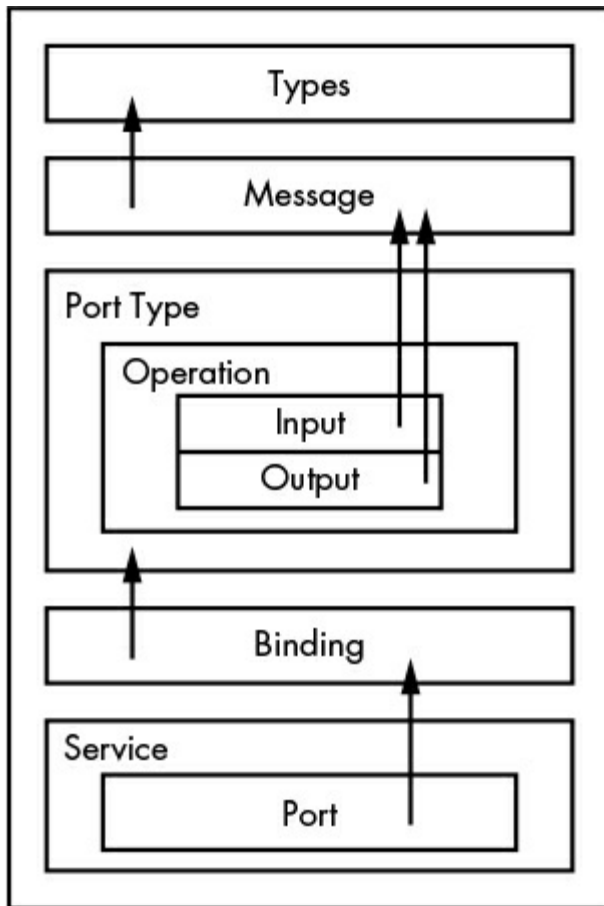 Types
Message
Port Type
Operation
Input
Output
Binding
Service
Port